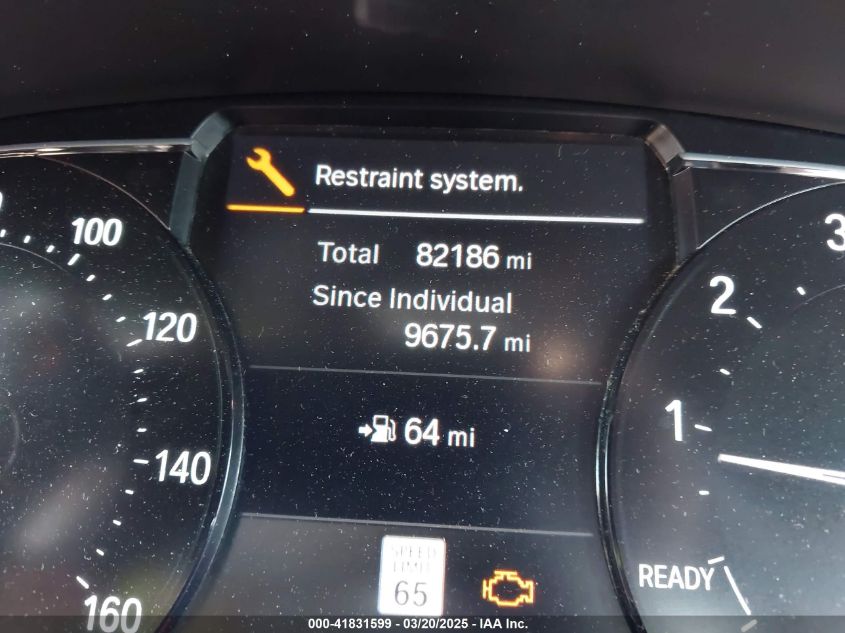 Restraint system.
Total 82186 mi
Since Individual
9675.7 mi
64 mi
SPEED
LIMIT
65
100
120
140
160
3
2
1
READY
000-41831599 - 03/20/2025 - IAA Inc.